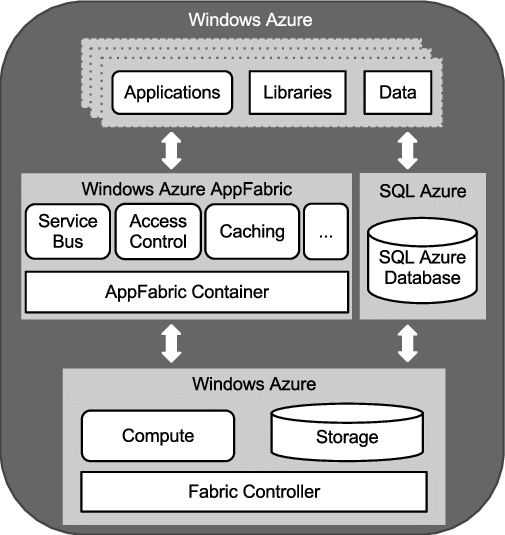 Windows Azure
Applications
Libraries
Data
Windows Azure AppFabric
Service
Bus
Access
Control
Caching
...
AppFabric Container
SQL Azure
SQL Azure
Database
Windows Azure
Compute
Storage
Fabric Controller